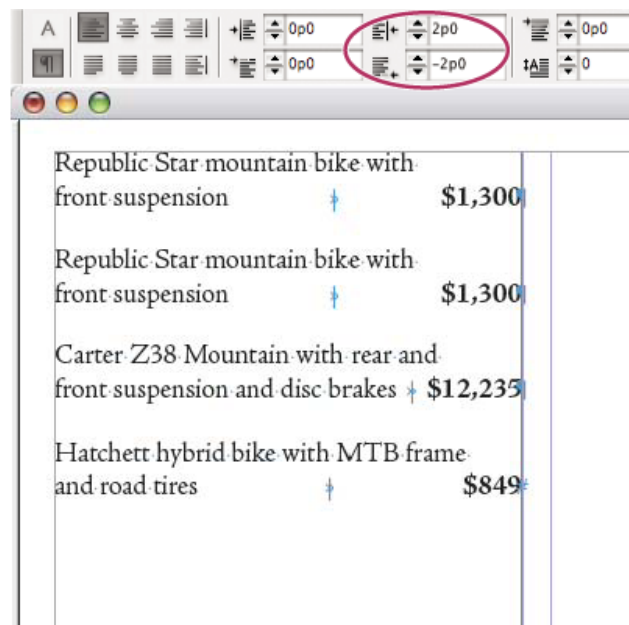 A 0p0 2p0 0p0
¶ 0p0 -2p0 A 0
Republic Star mountain bike with
front suspension $1,300
Republic Star mountain bike with
front suspension $1,300
Carter Z38 Mountain with rear and
front suspension and disc brakes $12,235
Hatchett hybrid bike with MTB frame
and road tires $849